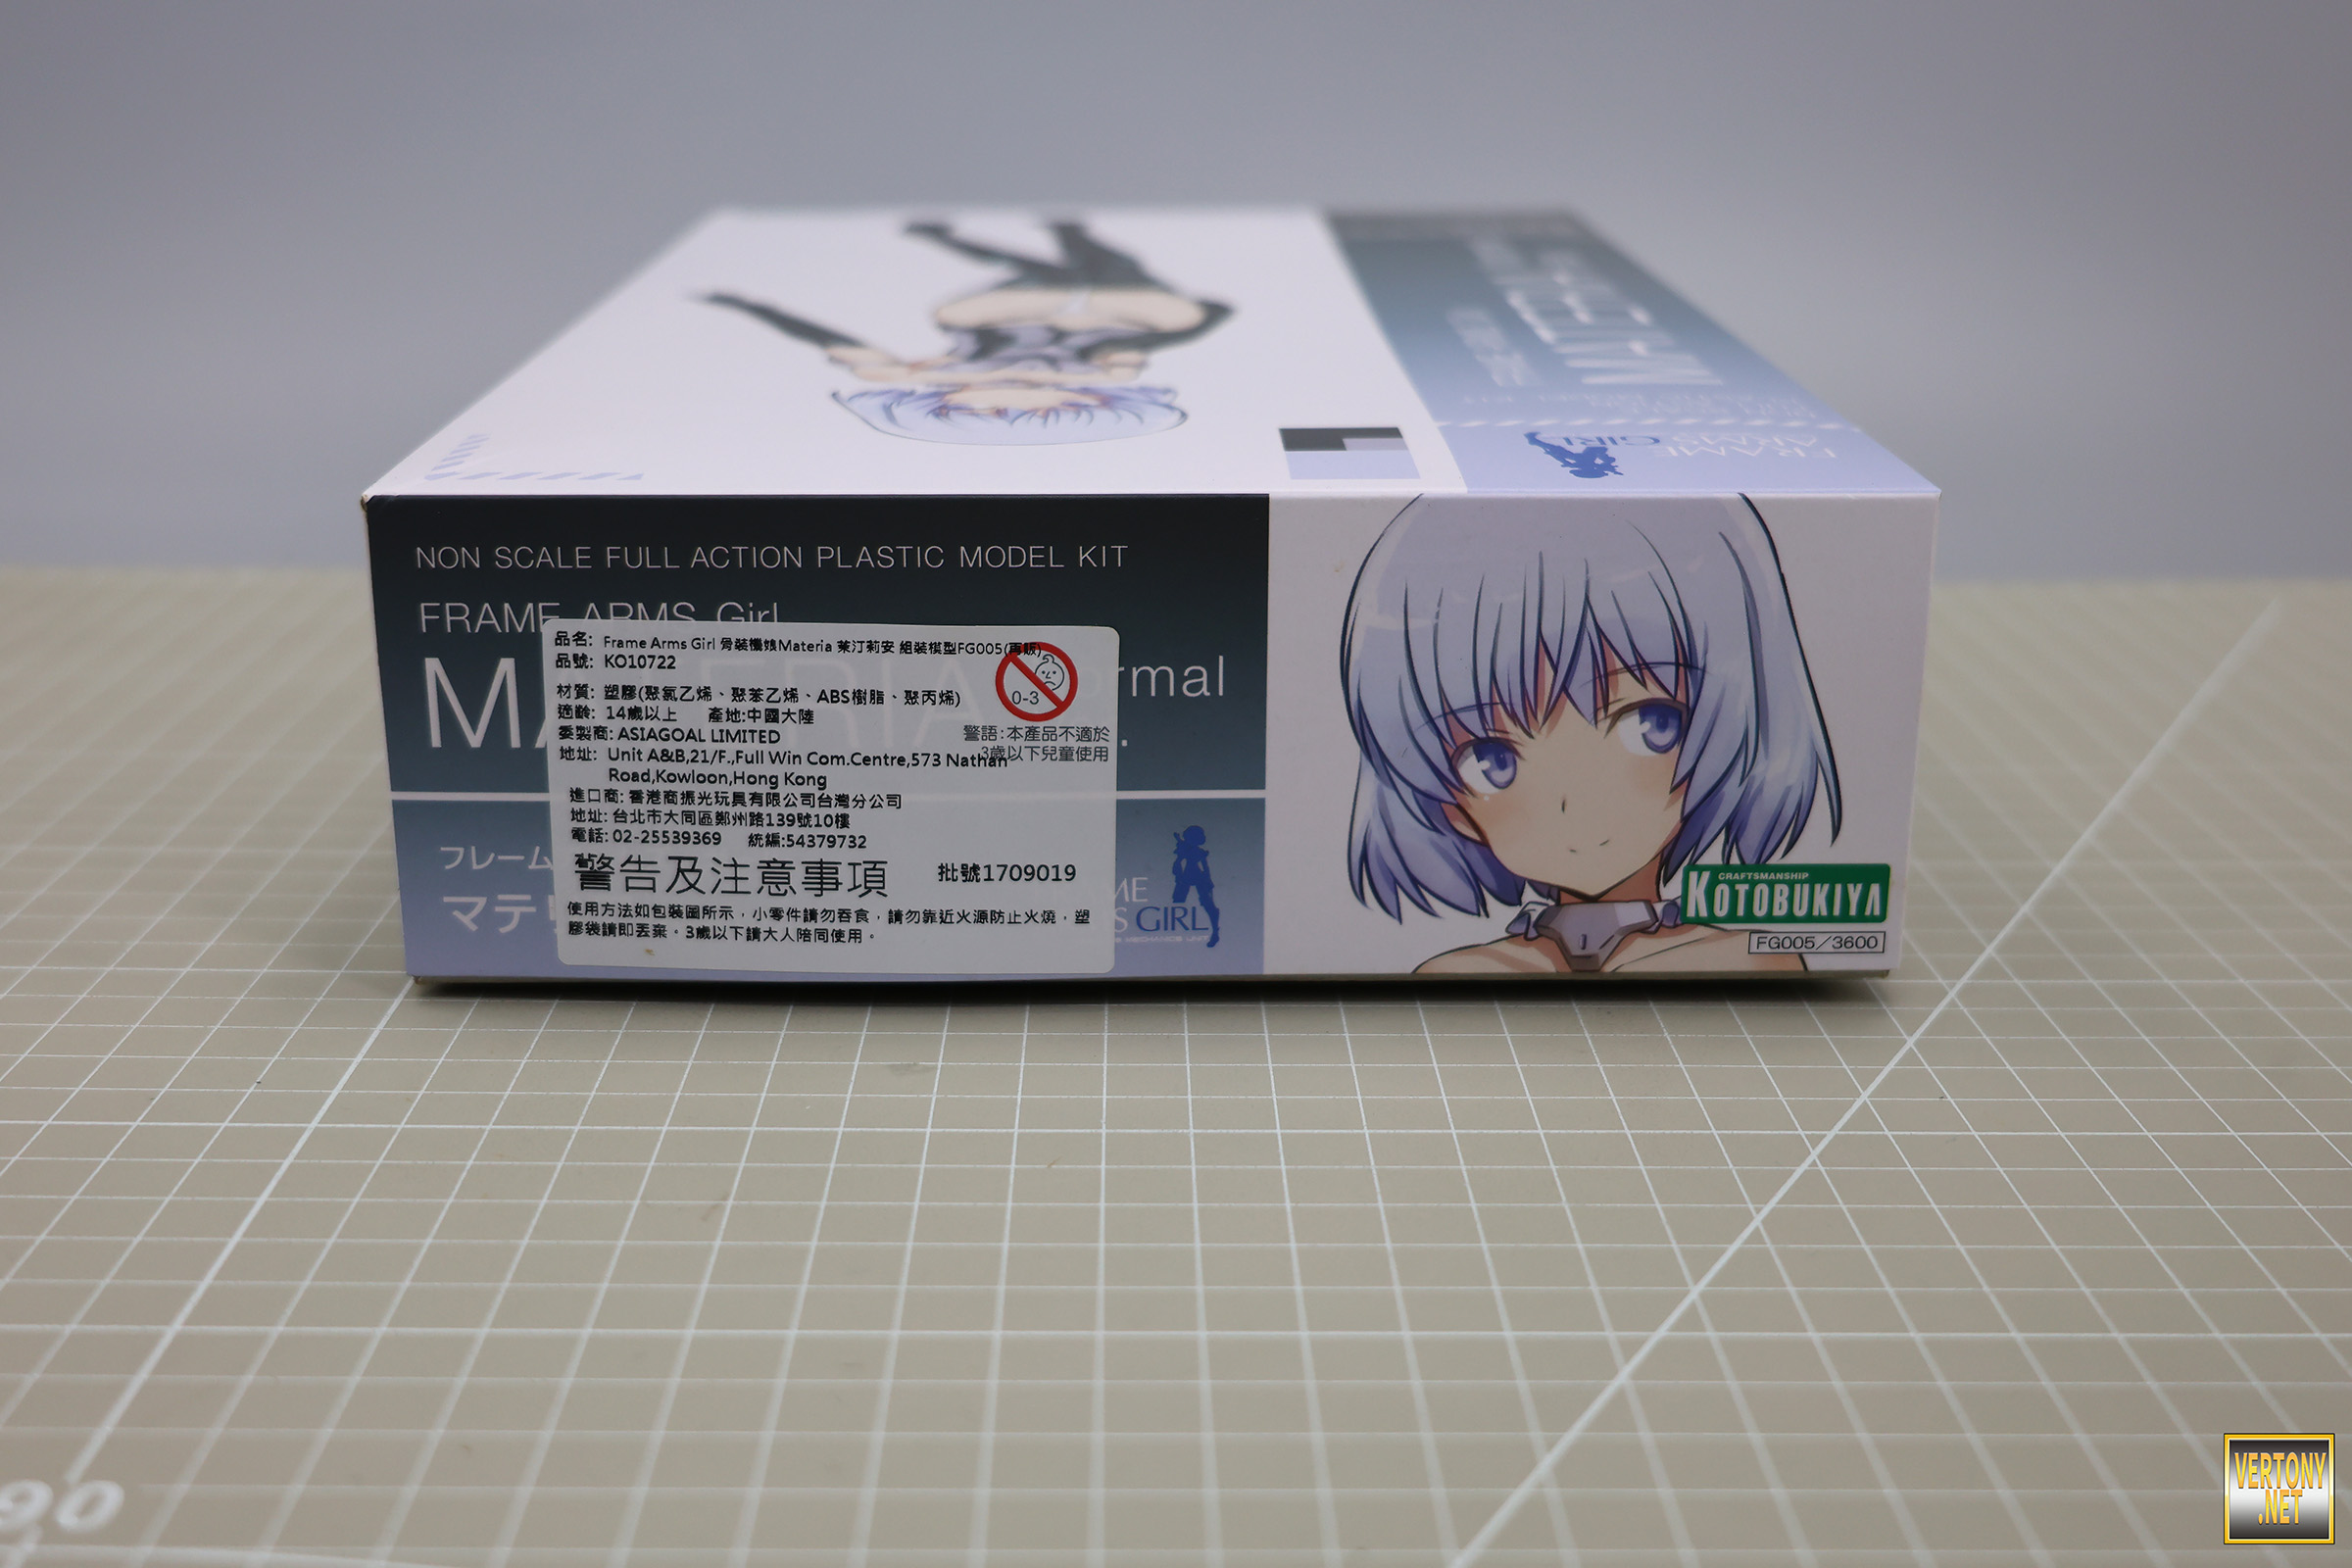 FRAME
ARMS GIRL
NON SCALE FULL ACTION PLASTIC MODEL KIT
FRAME ARMS Girl
品名: Frame Arms Girl 骨裝機娘Materia 茉汀莉安 組裝模型FG005(再販)
品號: KO10722
0-3
材質: 塑膠(聚氯乙烯、聚苯乙烯、ABS樹脂、聚丙烯)
適齡: 14歲以上 產地:中國大陸
委製商: ASIAGOAL LIMITED
警語:本產品不適於
3歲以下兒童使用
地址: Unit A&B,21/F.,Full Win Com.Centre,573 Nathan
Road,Kowloon,Hong Kong
進口商: 香港商振光玩具有限公司台灣分公司
地址: 台北市大同區鄭州路139號10樓
電話: 02-25539369 統編:54379732
警告及注意事項 批號1709019
使用方法如包裝圖所示，小零件請勿吞食，請勿靠近火源防止火燒，塑
膠袋請即丟棄。3歲以下請大人陪同使用。
フレーム
マテリ
GIRL
CRAFTSMANSHIP
KOTOBUKIYA
FG005/3600
90
VERTONY
.NET